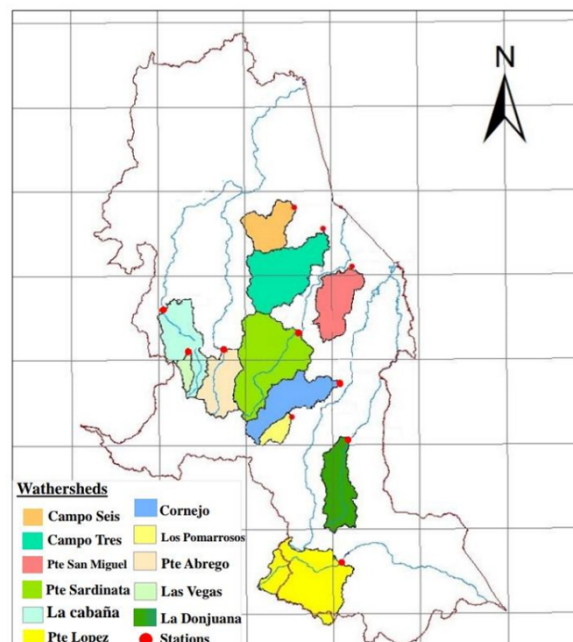 N
Wathersheds
Campo Seis
Campo Tres
Pte San Miguel
Pte Sardinata
La cabaña
Pte Lopez
Cornejo
Los Pomarrosos
Pte Abrego
Las Vegas
La Donjuana
Stations